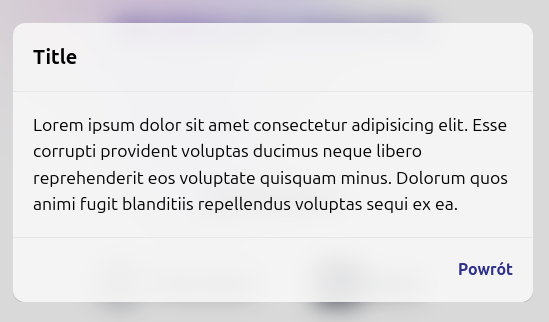 Title
Lorem ipsum dolor sit amet consectetur adipisicing elit. Esse
corrupti provident voluptas ducimus neque libero
reprehenderit eos voluptate quisquam minus. Dolorum quos
animi fugit blanditiis repellendus voluptas sequi ex ea.
Powrót